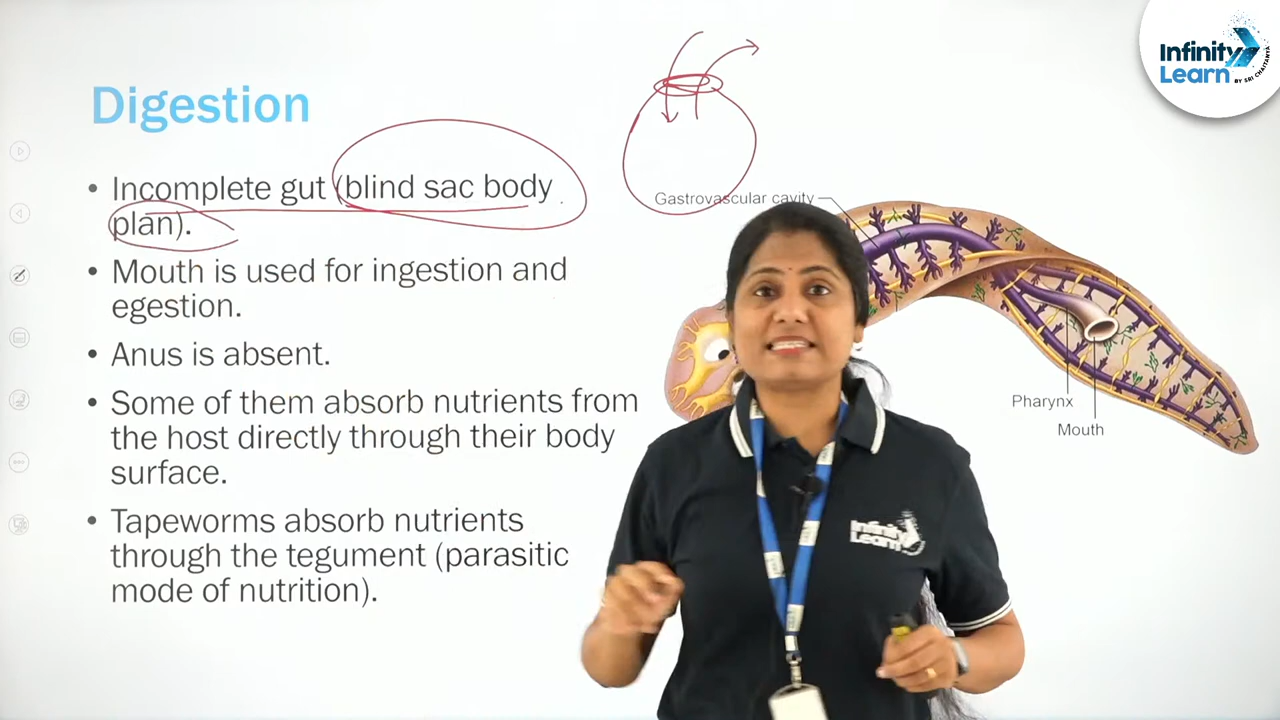 Infinity
Learn
BY SRI CHAITANYA
Digestion
• Incomplete gut (blind sac body
plan).
• Mouth is used for ingestion and
egestion.
• Anus is absent.
• Some of them absorb nutrients from
the host directly through their body
surface.
• Tapeworms absorb nutrients
through the tegument (parasitic
mode of nutrition).
Gastrovascular cavity
Pharynx
Mouth
Infinity
Learn